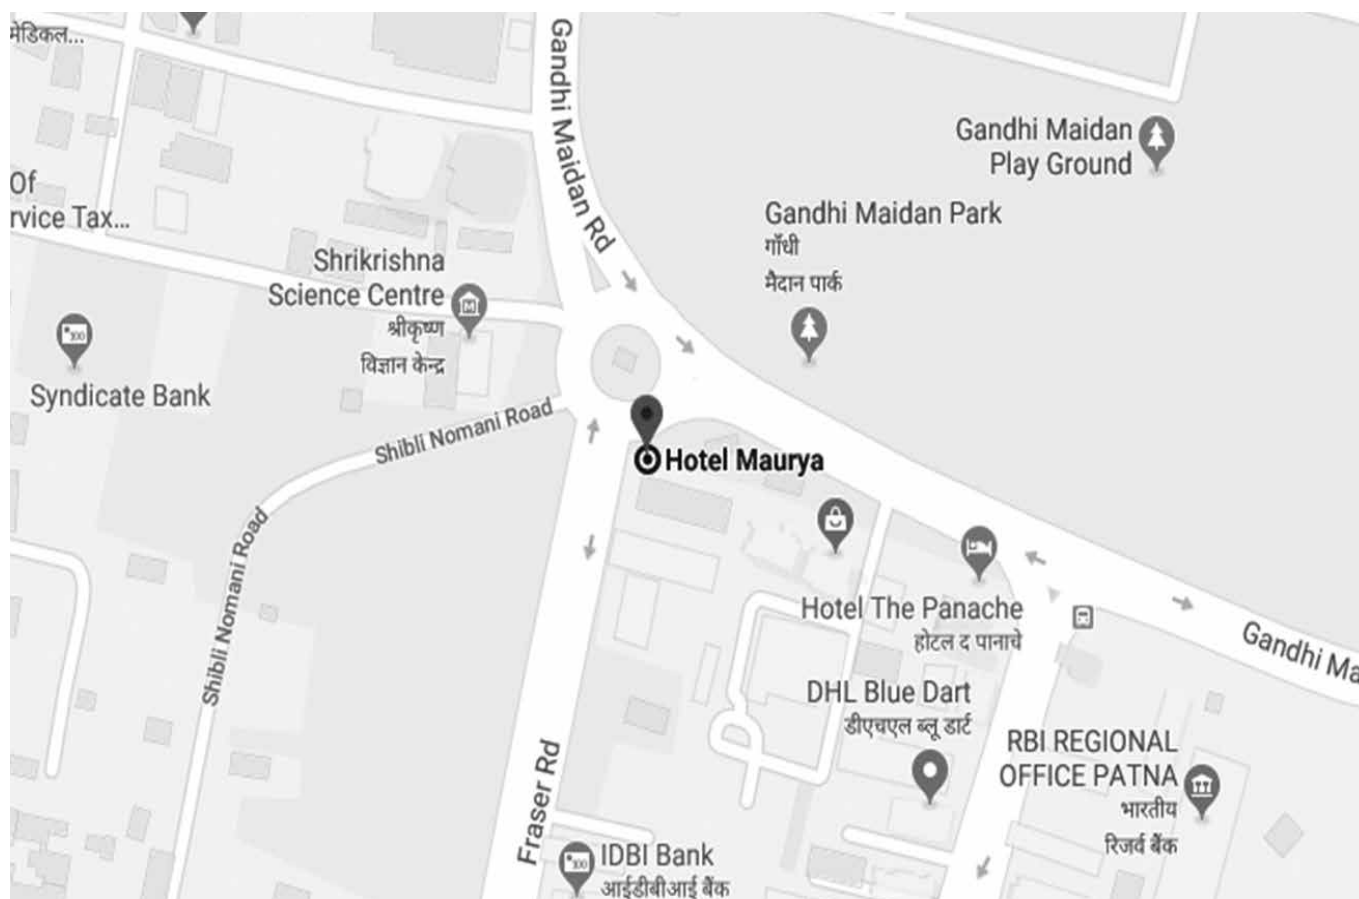 मेडिकल...
Gandhi Maidan Rd
Gandhi Maidan
Play Ground
Of
rvice Tax...
Gandhi Maidan Park
गाँधी
मैदान पार्क
Shrikrishna
Science Centre
श्रीकृष्ण
विज्ञान केन्द्र
Syndicate Bank
Shibli Nomani Road
Hotel Maurya
Shibli Nomani Road
Hotel The Panache
होटल द पानाचे
Gandhi Ma
DHL Blue Dart
डीएचएल ब्लू डार्ट
RBI REGIONAL
OFFICE PATNA
भारतीय
रिजर्व बैंक
Fraser Rd
IDBI Bank
आईडीबीआई बैंक